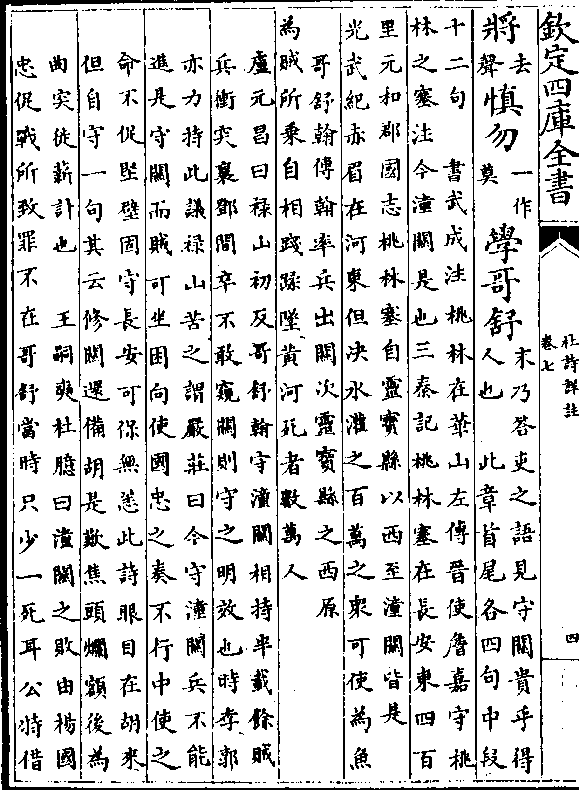 欽定四庫全書
杜詩詳註
卷七
四
將去聲慎勿一作莫學哥舒末乃答吏之語見守關貴乎得人也　此章首尾各四句中段
十二句　書武成注桃林在華山左傳晉使詹嘉守桃
林之塞注今潼關是也三秦記桃林塞在長安東四百
里元和郡國志桃林塞自靈寶縣以西至潼關皆是
光武紀赤眉在河東但決水灌之百萬之衆可使為魚
哥舒翰傳翰率兵出關次靈寶縣之西原
為賊所乗自相踐蹂墜黄河死者數萬人
盧元昌曰禄山初反哥舒翰守潼關相持半載餘賊
兵衝突襄鄧間卒不敢窺關則守之明效也時李郭
亦力持此議禄山苦之謂嚴莊曰今守潼關兵不能
進是守關而賊可坐困向使國忠之奏不行中使之
命不促堅壁固守長安可保無恙此詩眼目在胡來
但自守一句其云修關還備胡是歎焦頭爛額後為
曲突徙薪計也　王嗣奭杜臆曰潼關之敗由楊國
忠促戰所致罪不在哥舒當時只少一死耳公特借